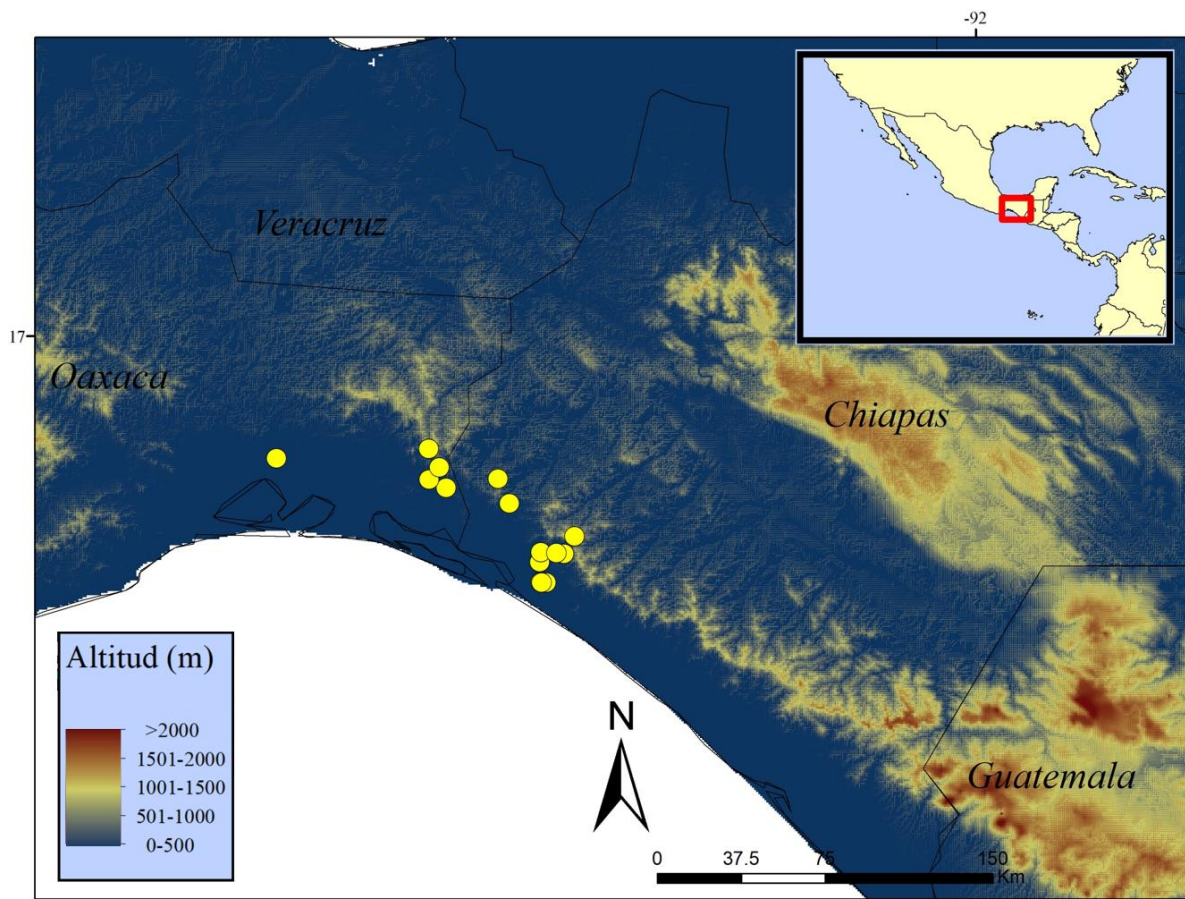 -92
Veracruz
17
Oaxaca
Chiapas
Altitud (m)
>2000
1501-2000
1001-1500
501-1000
0-500
N
Guatemala
0 37.5 75 150
Km